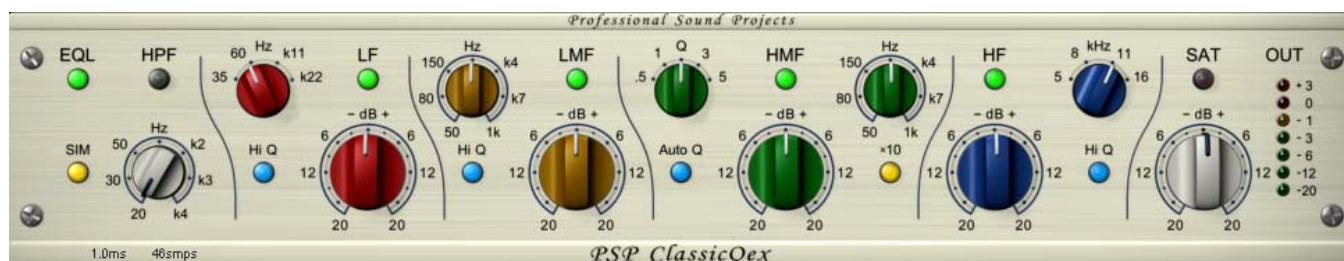 Professional Sound Projects
EQL HPF Hz LF Hz LMF Q HMF Hz HF kHz SAT OUT
35 60 k11 k22
80 150 k4 k7 50 1k
.5 1 3 5
80 150 k4 k7 50 1k
5 8 11 16
+3
0
-1
-3
-6
-12
-20
SIM
Hz
20 30 50 k2 k3 k4
Hi Q
- dB +
20 12 6 6 12 20
Hi Q
- dB +
20 12 6 6 12 20
Auto Q
- dB +
20 12 6 6 12 20
×10
- dB +
20 12 6 6 12 20
Hi Q
- dB +
20 12 6 6 12 20
1.0ms 46smps
PSP ClassicQex